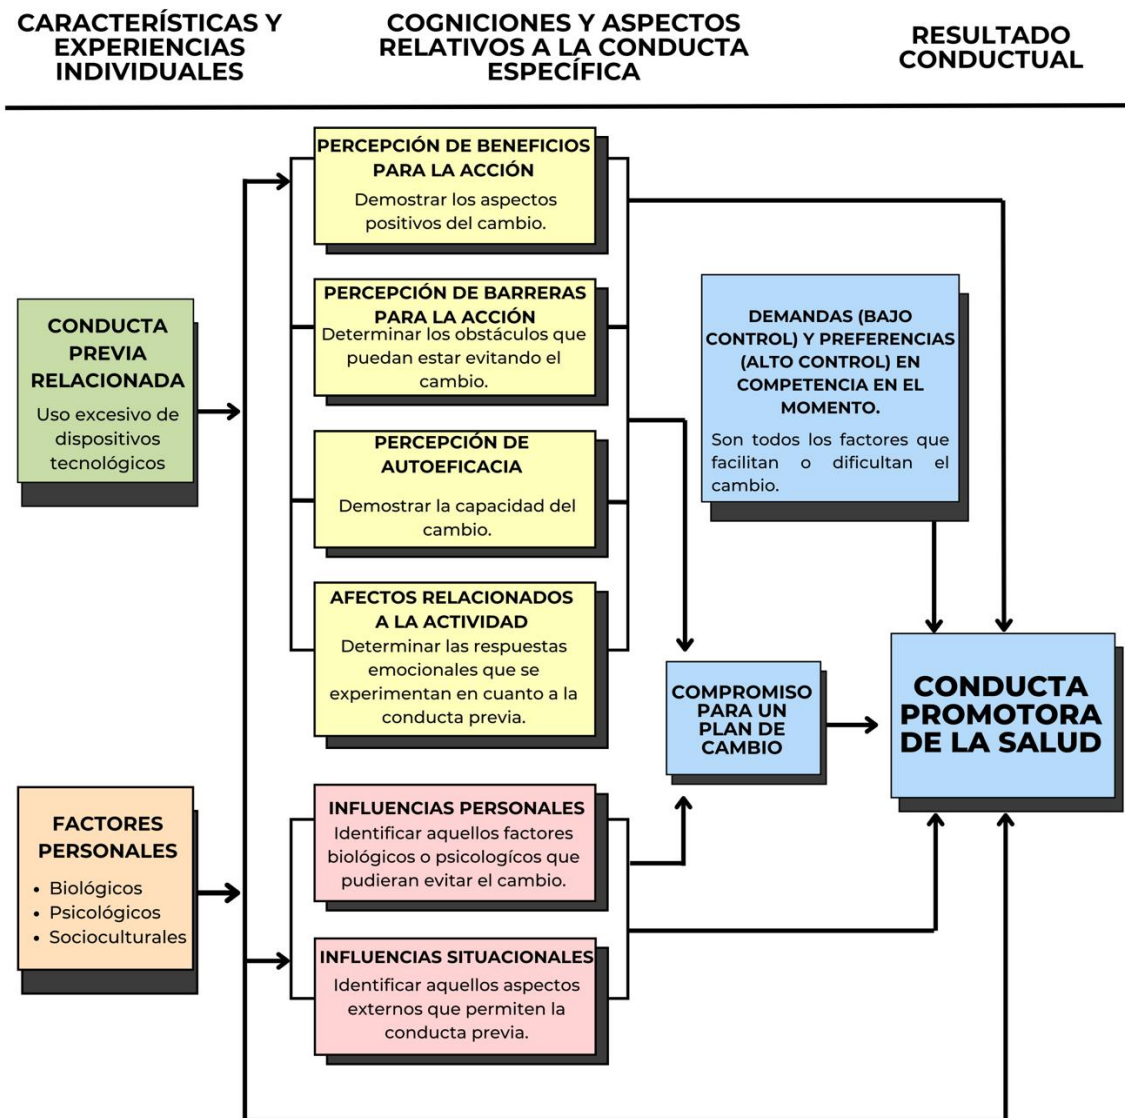 CARACTERÍSTICAS Y
EXPERIENCIAS
INDIVIDUALES
COGNICIONES Y ASPECTOS
RELATIVOS A LA CONDUCTA
ESPECÍFICA
RESULTADO
CONDUCTUAL
CONDUCTA
PREVIA
RELACIONADA
Uso excesivo de
dispositivos
tecnológicos
FACTORES
PERSONALES
• Biológicos
• Psicológicos
• Socioculturales
PERCEPCIÓN DE BENEFICIOS
PARA LA ACCIÓN
Demostrar los aspectos
positivos del cambio.
PERCEPCIÓN DE BARRERAS
PARA LA ACCIÓN
Determinar los obstáculos que
puedan estar evitando el
cambio.
PERCEPCIÓN DE
AUTOEFICACIA
Demostrar la capacidad del
cambio.
AFECTOS RELACIONADOS
A LA ACTIVIDAD
Determinar las respuestas
emocionales que se
experimentan en cuanto a la
conducta previa.
INFLUENCIAS PERSONALES
Identificar aquellos factores
biológicos o psicologícos que
pudieran evitar el cambio.
INFLUENCIAS SITUACIONALES
Identificar aquellos aspectos
externos que permiten la
conducta previa.
DEMANDAS (BAJO
CONTROL) Y PREFERENCIAS
(ALTO CONTROL) EN
COMPETENCIA EN EL
MOMENTO.
Son todos los factores que
facilitan o dificultan el
cambio.
COMPROMISO
PARA UN
PLAN DE
CAMBIO
CONDUCTA
PROMOTORA
DE LA SALUD